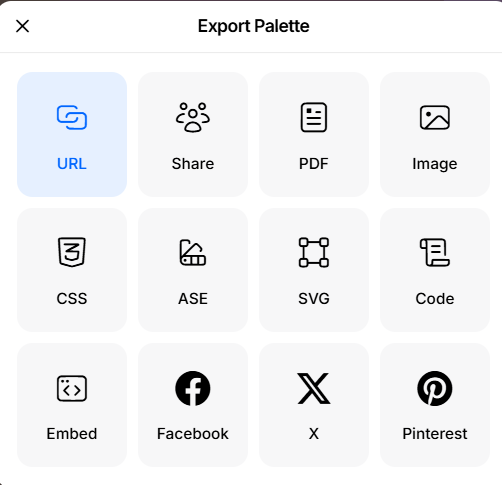 Export Palette
URL Share PDF Image
CSS ASE SVG Code
Embed Facebook X Pinterest